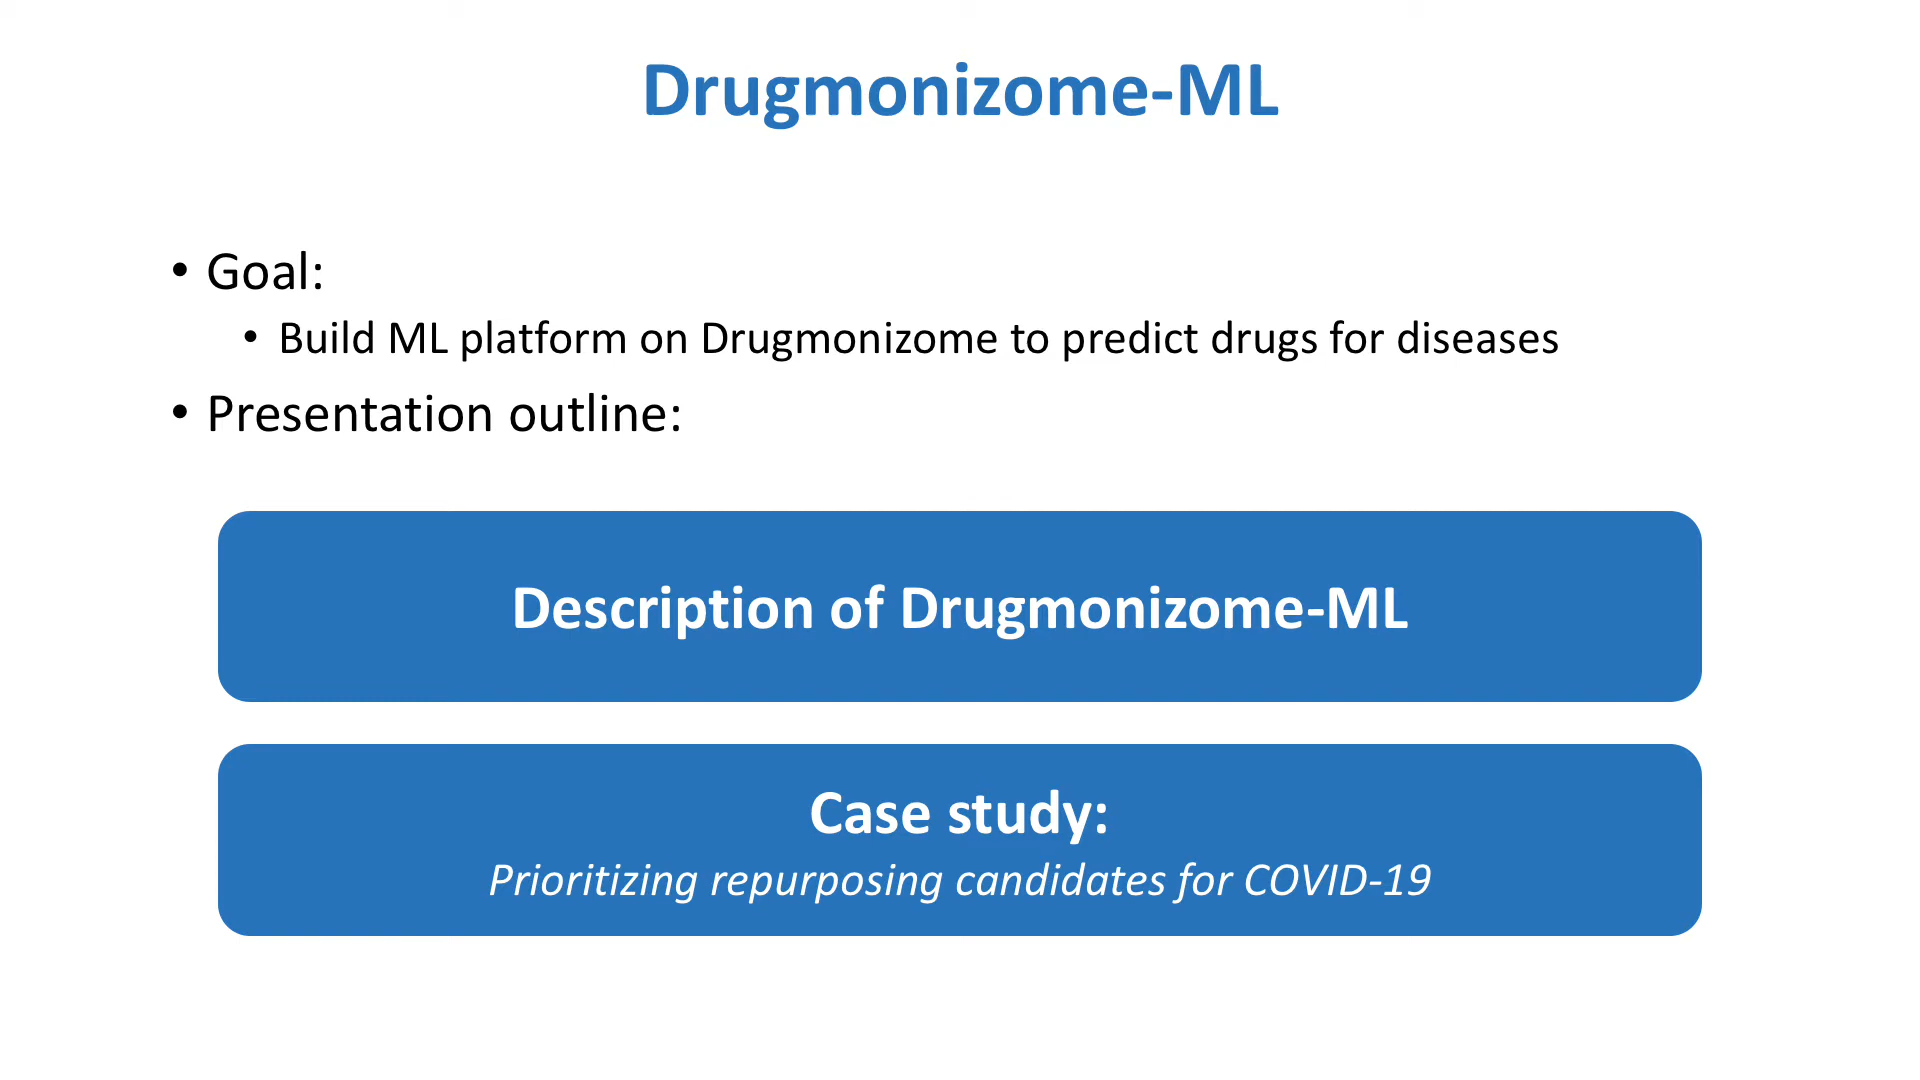 Drugmonizome-ML
• Goal:
• Build ML platform on Drugmonizome to predict drugs for diseases
• Presentation outline:
Description of Drugmonizome-ML
Case study:
Prioritizing repurposing candidates for COVID-19